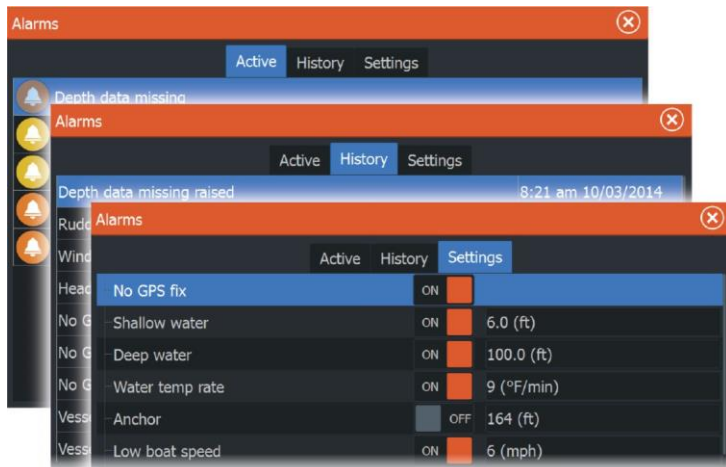 Alarms
Active History Settings
Depth data missing
Alarms
Active History Settings
Depth data missing raised 8:21 am 10/03/2014
Alarms
Active History Settings
No GPS fix ON
Shallow water ON 6.0 (ft)
Deep water ON 100.0 (ft)
Water temp rate ON 9 (°F/min)
Anchor OFF 164 (ft)
Low boat speed ON 6 (mph)
Wind
Head
No G
No G
No G